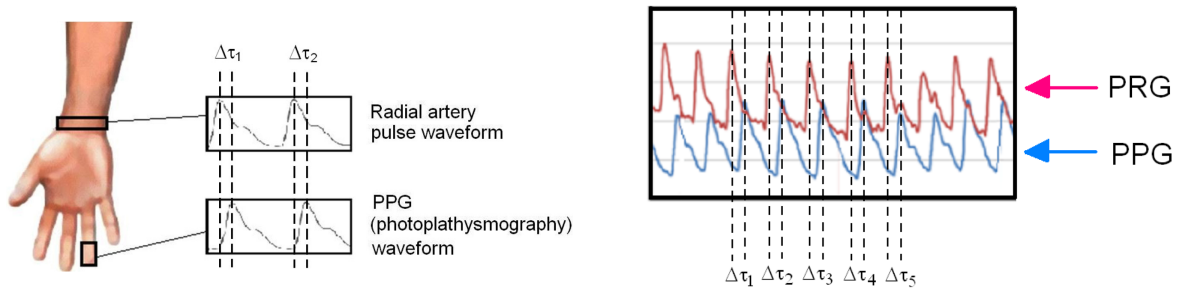 Δτ1 Δτ2
Radial artery
pulse waveform
PPG
(photoplathysmography)
waveform
PRG
PPG
Δτ1 Δτ2 Δτ3 Δτ4 Δτ5